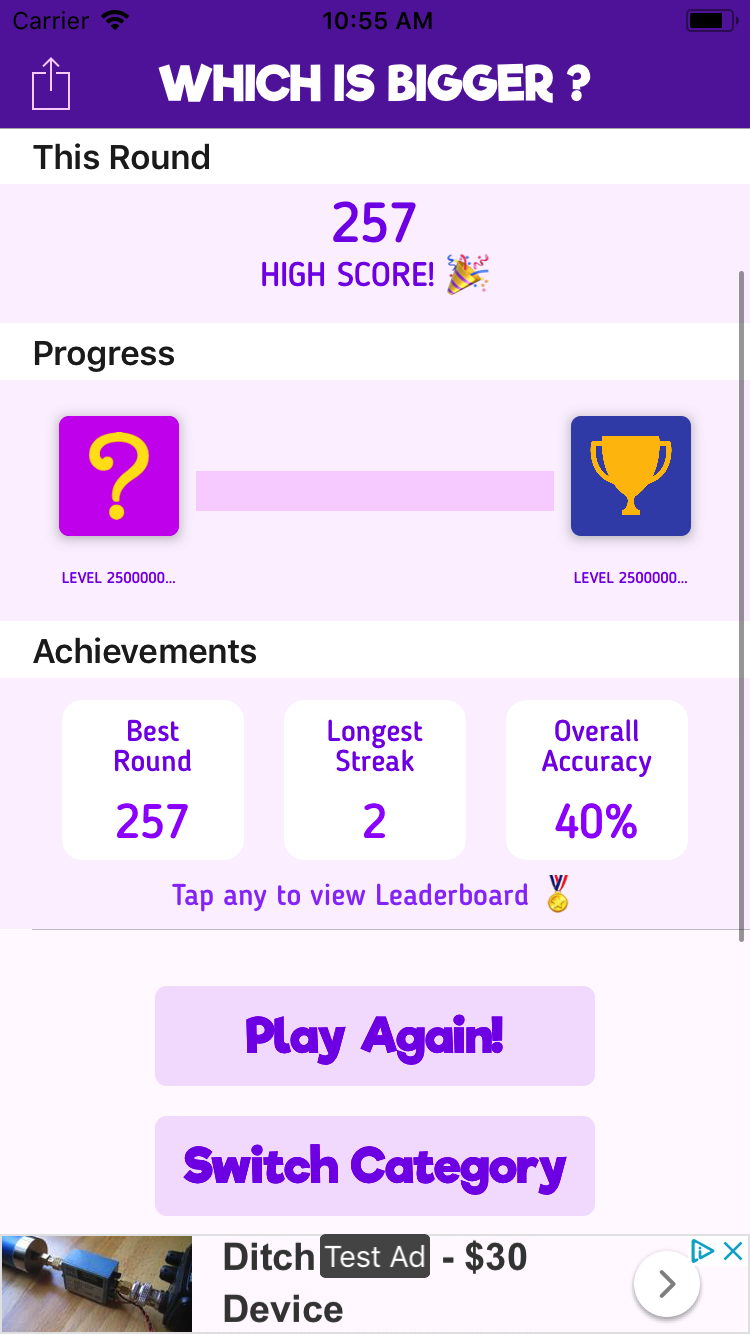 Carrier 10:55 AM
WHICH IS BIGGER ?
This Round
257
HIGH SCORE! 🎉
Progress
?
LEVEL 2500000... LEVEL 2500000...
Achievements
Best Round
257
Longest Streak
2
Overall Accuracy
40%
Tap any to view Leaderboard 🏅
Play Again!
Switch Category
Ditch Test Ad - $30
Device